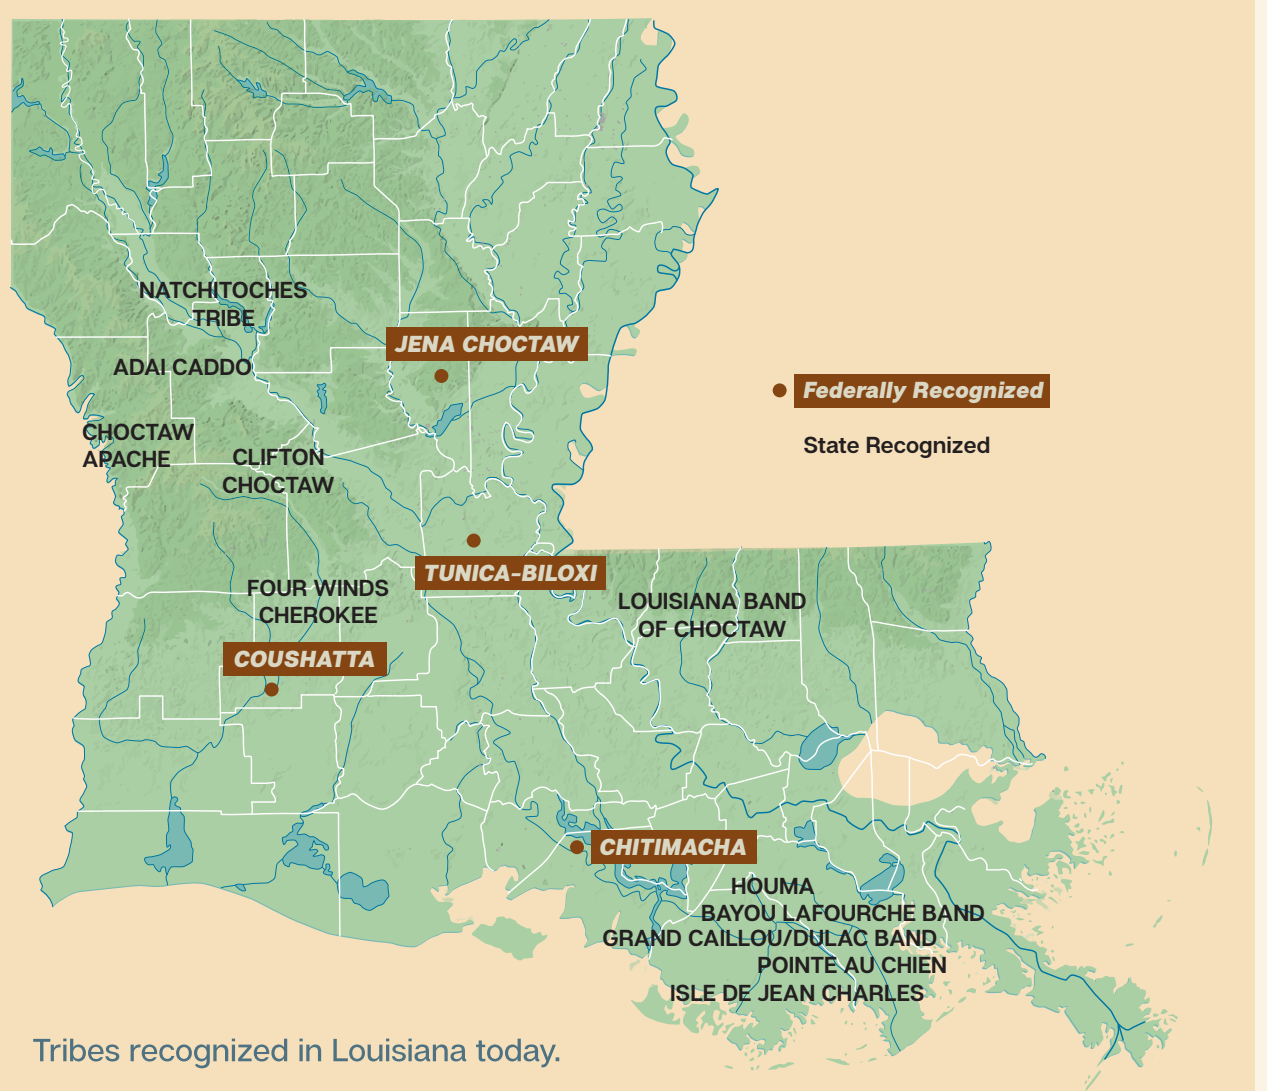 NATCHITOCHES
TRIBE
JENA CHOCTAW
ADAI CADDO
Federally Recognized
CHOCTAW
APACHE
State Recognized
CLIFTON
CHOCTAW
TUNICA-BILOXI
FOUR WINDS
CHEROKEE
LOUISIANA BAND
OF CHOCTAW
COUSHATTA
CHITIMACHA
HOUMA
BAYOU LAFOURCHE BAND
GRAND CAILLOU/DULAC BAND
POINTE AU CHIEN
ISLE DE JEAN CHARLES
Tribes recognized in Louisiana today.